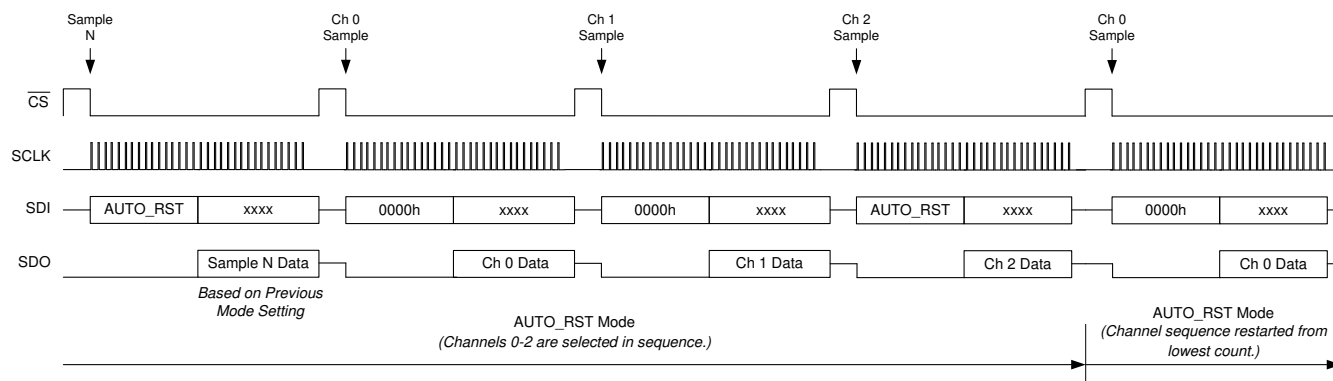 Sample
N
Ch 0
Sample
Ch 1
Sample
Ch 2
Sample
Ch 0
Sample
CS
SCLK
SDI
AUTO_RST
xxxx
0000h
xxxx
0000h
xxxx
AUTO_RST
xxxx
0000h
xxxx
SDO
Sample N Data
Ch 0 Data
Ch 1 Data
Ch 2 Data
Ch 0 Data
Based on Previous
Mode Setting
AUTO_RST Mode
(Channels 0-2 are selected in sequence.)
AUTO_RST Mode
(Channel sequence restarted from
lowest count.)